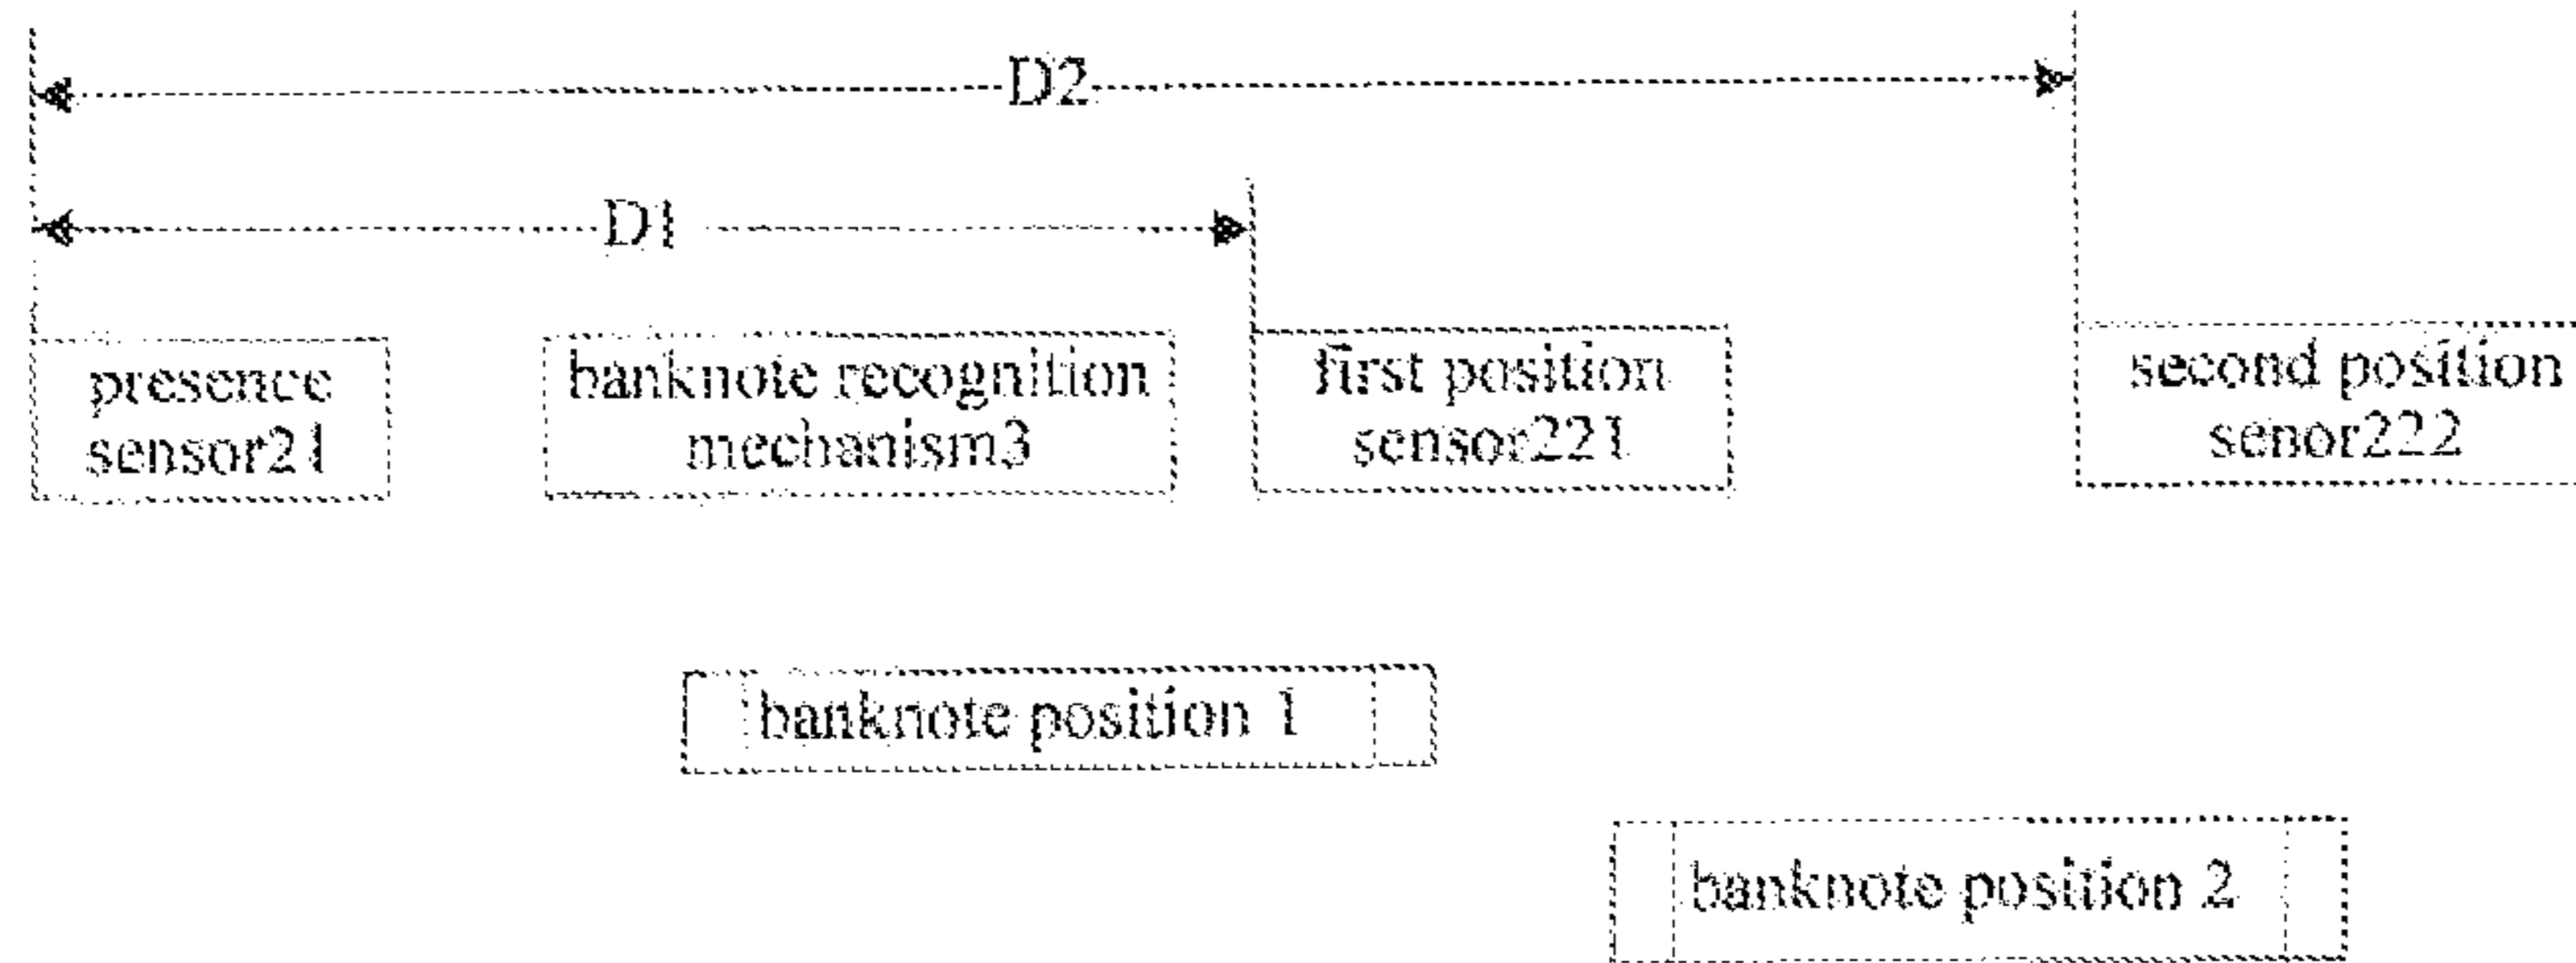 D2
D1
presence
sensor21
banknote recognition
mechanism3
first position
sensor221
second position
senor222
banknote position 1
banknote position 2